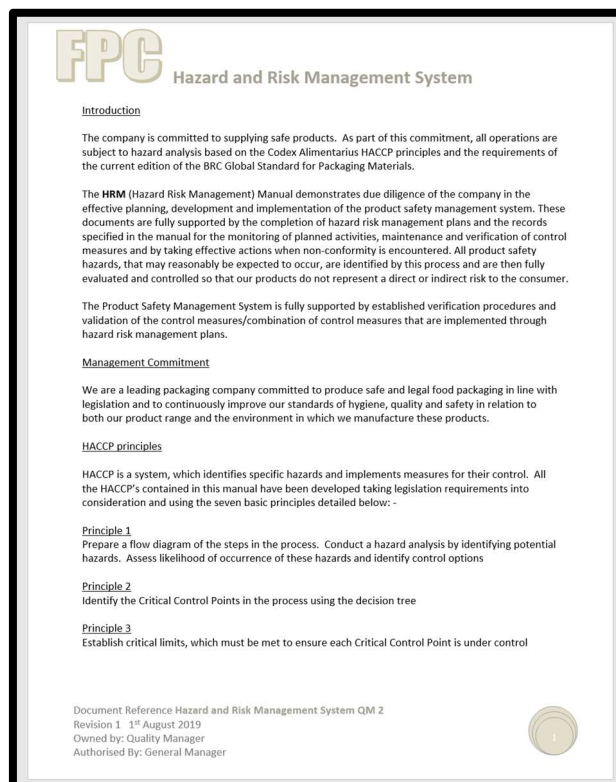 FPC Hazard and Risk Management System
Introduction
The company is committed to supplying safe products.  As part of this commitment, all operations are
subject to hazard analysis based on the Codex Alimentarius HACCP principles and the requirements of
the current edition of the BRC Global Standard for Packaging Materials.
The HRM (Hazard Risk Management) Manual demonstrates due diligence of the company in the
effective planning, development and implementation of the product safety management system. These
documents are fully supported by the completion of hazard risk management plans and the records
specified in the manual for the monitoring of planned activities, maintenance and verification of control
measures and by taking effective actions when non-conformity is encountered. All product safety
hazards, that may reasonably be expected to occur, are identified by this process and are then fully
evaluated and controlled so that our products do not represent a direct or indirect risk to the consumer.
The Product Safety Management System is fully supported by established verification procedures and
validation of the control measures/combination of control measures that are implemented through
hazard risk management plans.
Management Commitment
We are a leading packaging company committed to produce safe and legal food packaging in line with
legislation and to continuously improve our standards of hygiene, quality and safety in relation to
both our product range and the environment in which we manufacture these products.
HACCP principles
HACCP is a system, which identifies specific hazards and implements measures for their control.  All
the HACCP's contained in this manual have been developed taking legislation requirements into
consideration and using the seven basic principles detailed below: -
Principle 1
Prepare a flow diagram of the steps in the process.  Conduct a hazard analysis by identifying potential
hazards.  Assess likelihood of occurrence of these hazards and identify control options
Principle 2
Identify the Critical Control Points in the process using the decision tree
Principle 3
Establish critical limits, which must be met to ensure each Critical Control Point is under control
Document Reference Hazard and Risk Management System QM 2
Revision 1   1st August 2019
Owned by: Quality Manager
Authorised By: General Manager
1